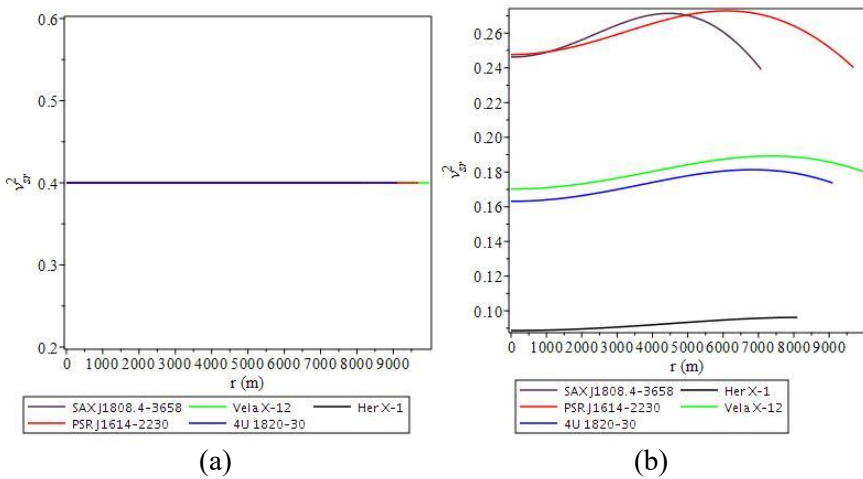 0.6
0.5
0.4
0.3
0.2
v²sr
0 1000 2000 3000 4000 5000 6000 7000 8000 9000
r (m)
SAX J1808.4-3658 Vela X-12 Her X-1
PSR J1614-2230 4U 1820-30
(a)
0.26
0.24
0.22
0.20
0.18
0.16
0.14
0.12
0.10
v²sr
0 1000 2000 3000 4000 5000 6000 7000 8000 9000
r (m)
SAX J1808.4-3658 Her X-1
PSR J1614-2230 Vela X-12
4U 1820-30
(b)